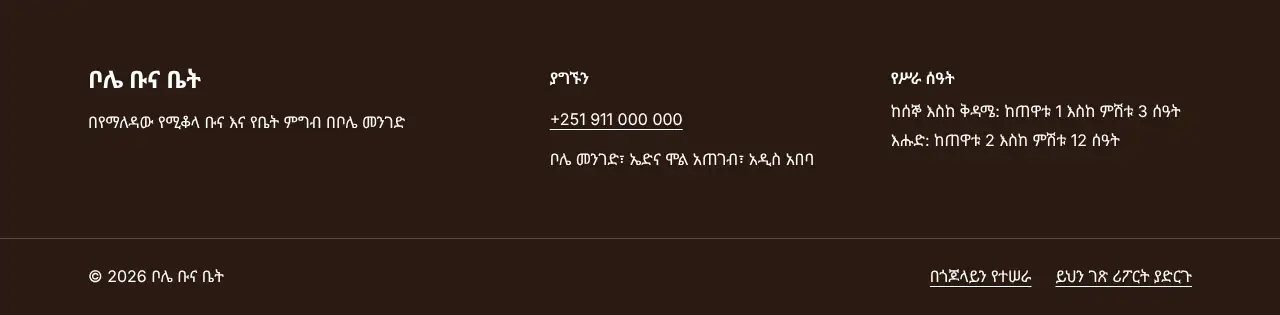 ቦሌ ቡና ቤት
በየማለዳው የሚቆላ ቡና እና የቤት ምግብ በቦሌ መንገድ
ያግኙን
+251 911 000 000
ቦሌ መንገድ፣ ኤድና ሞል አጠገብ፣ አዲስ አበባ
የሥራ ሰዓት
ከሰኞ እስከ ቅዳሜ: ከጠዋቱ 1 እስከ ምሽቱ 3 ሰዓት
እሑድ: ከጠዋቱ 2 እስከ ምሽቱ 12 ሰዓት
© 2026 ቦሌ ቡና ቤት
በጎጆላይን የተሠራ
ይህን ገጽ ሪፖርት ያድርጉ